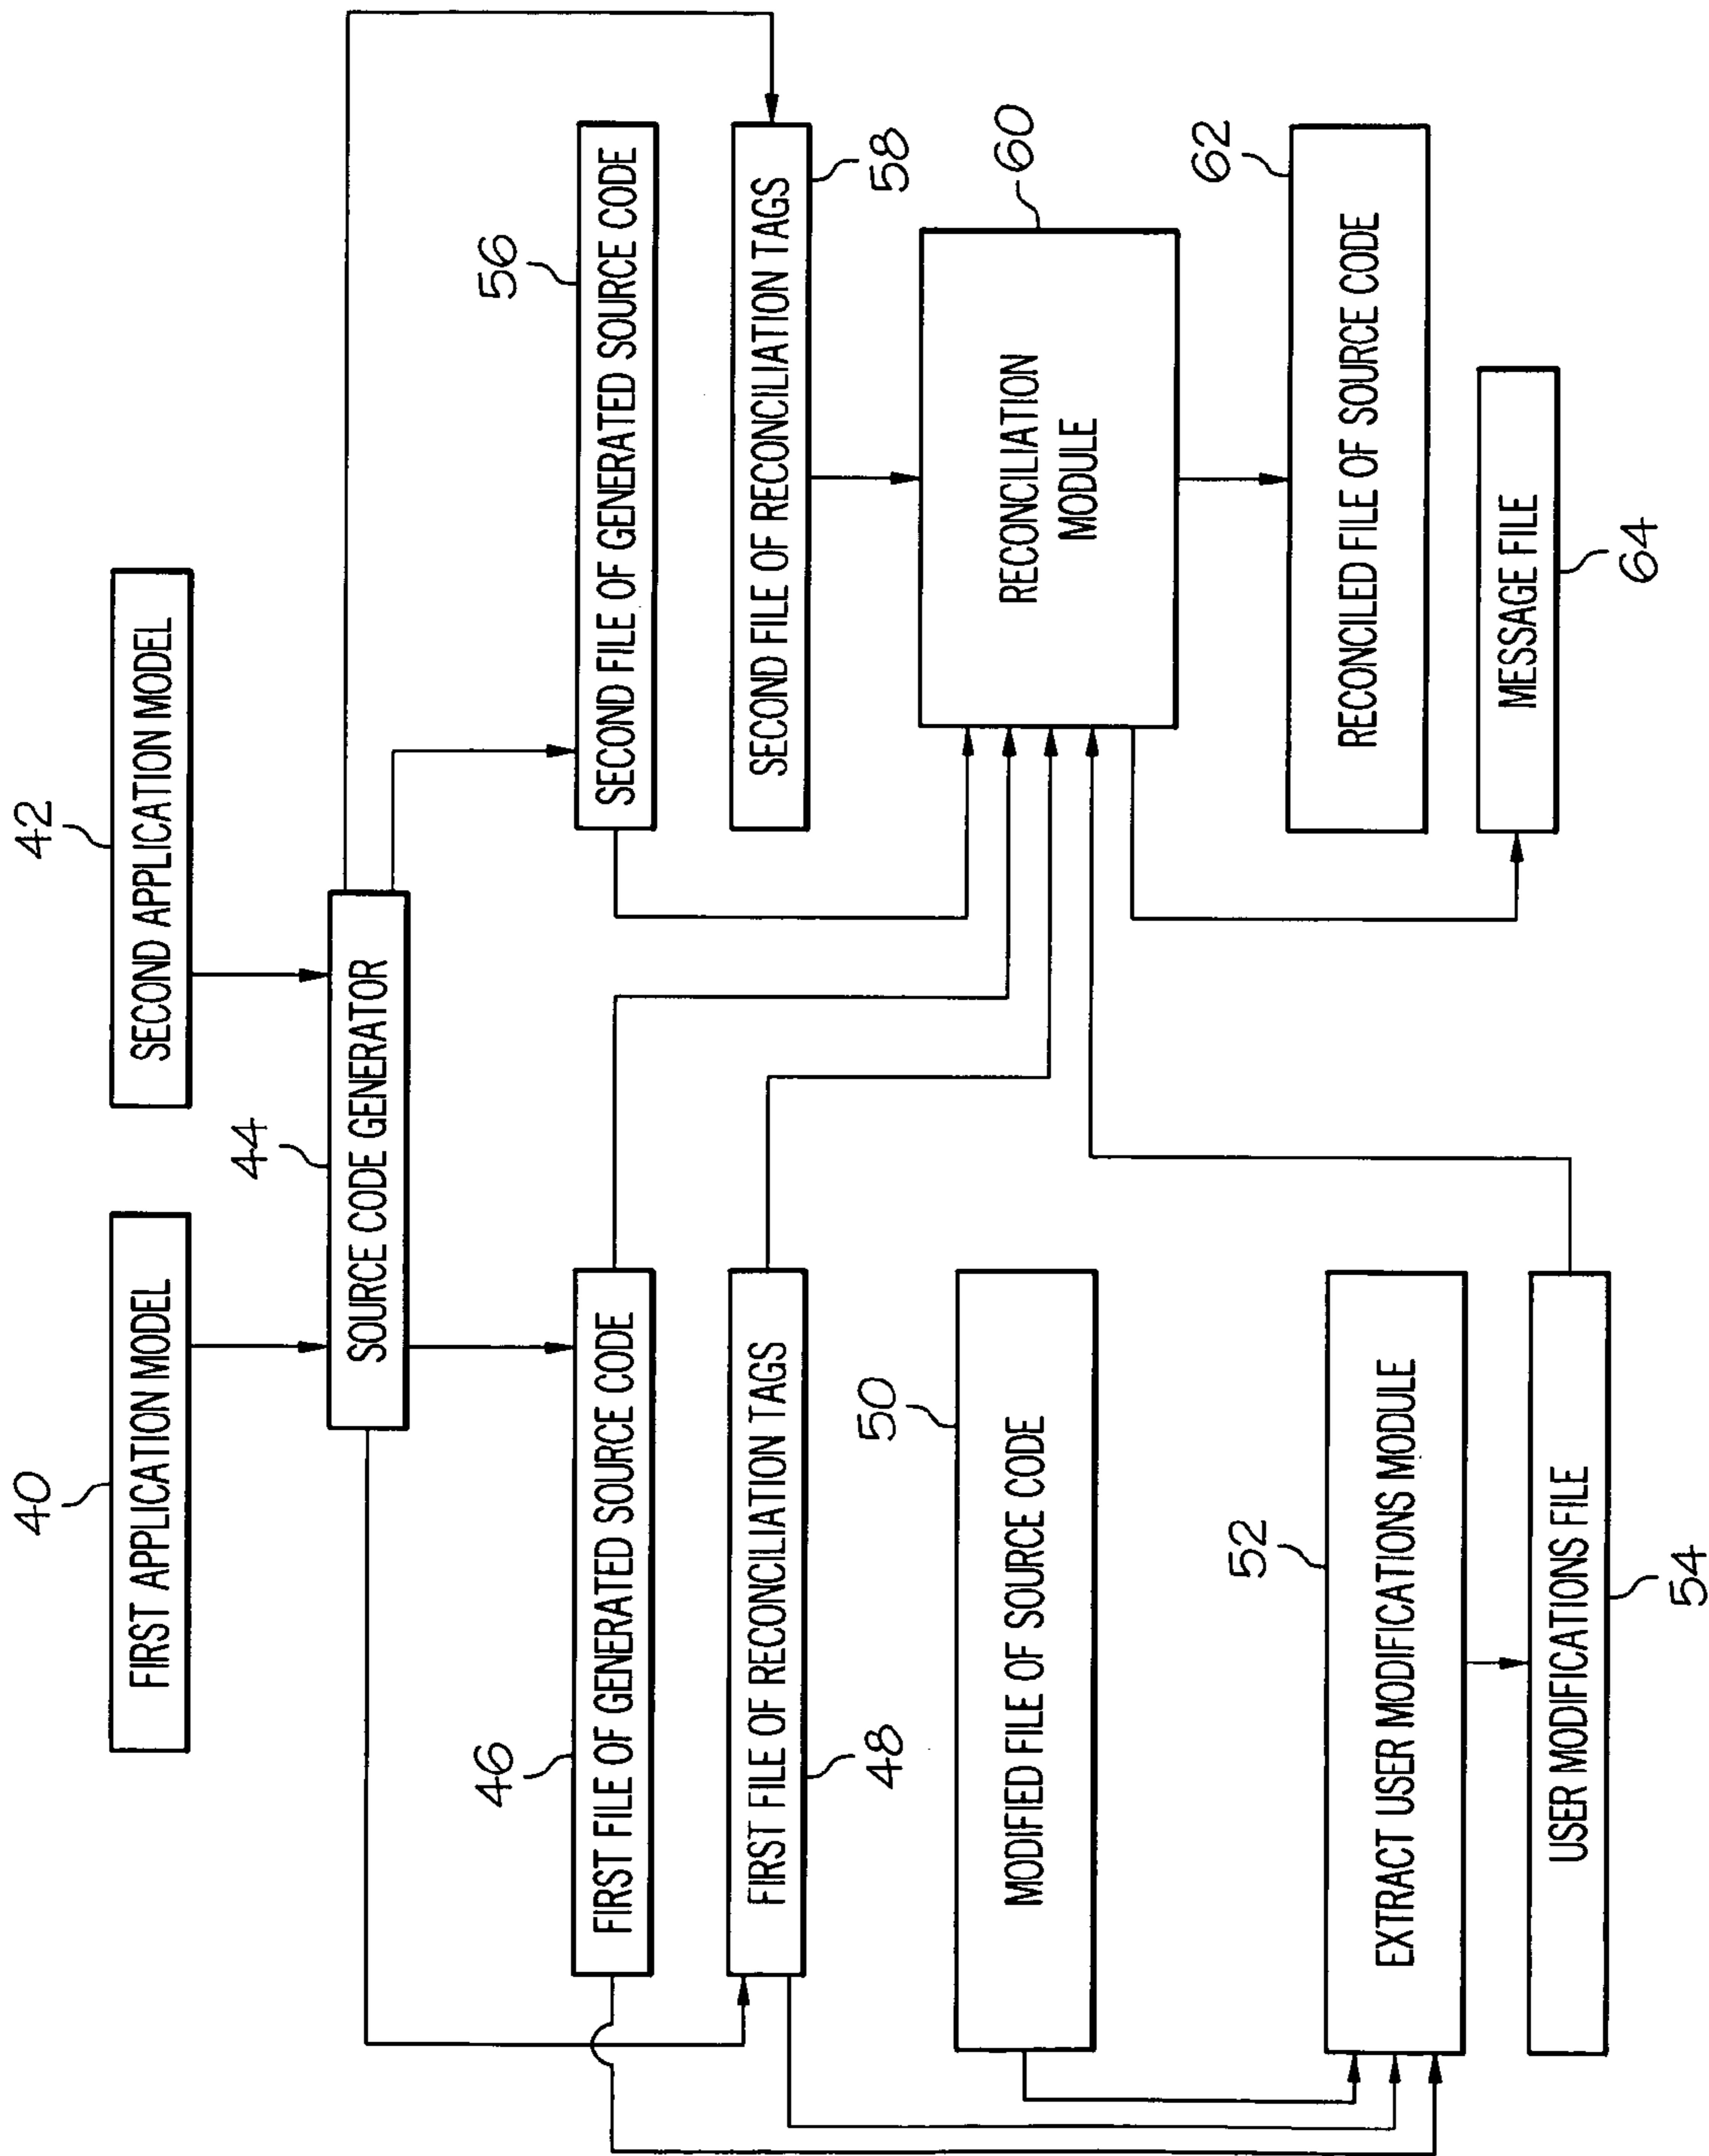 40
FIRST APPLICATION MODEL
42
SECOND APPLICATION MODEL
44
SOURCE CODE GENERATOR
46
FIRST FILE OF GENERATED SOURCE CODE
FIRST FILE OF RECONCILIATION TAGS
48
50
MODIFIED FILE OF SOURCE CODE
52
EXTRACT USER MODIFICATIONS MODULE
USER MODIFICATIONS FILE
54
56
SECOND FILE OF GENERATED SOURCE CODE
SECOND FILE OF RECONCILIATION TAGS
58
60
RECONCILIATION
MODULE
62
RECONCILED FILE OF SOURCE CODE
MESSAGE FILE
64